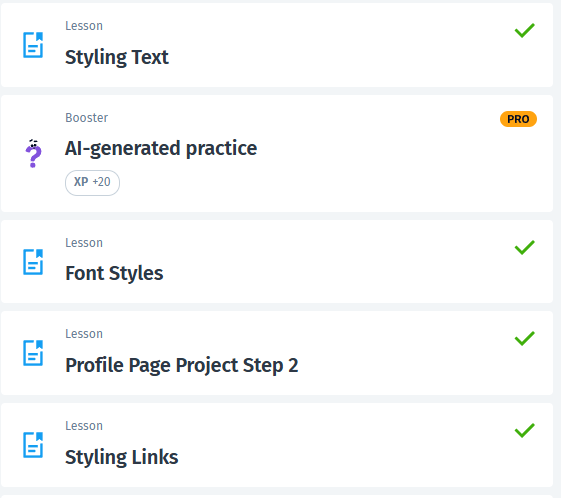 Lesson
Styling Text
Booster
PRO
AI-generated practice
XP +20
Lesson
Font Styles
Lesson
Profile Page Project Step 2
Lesson
Styling Links